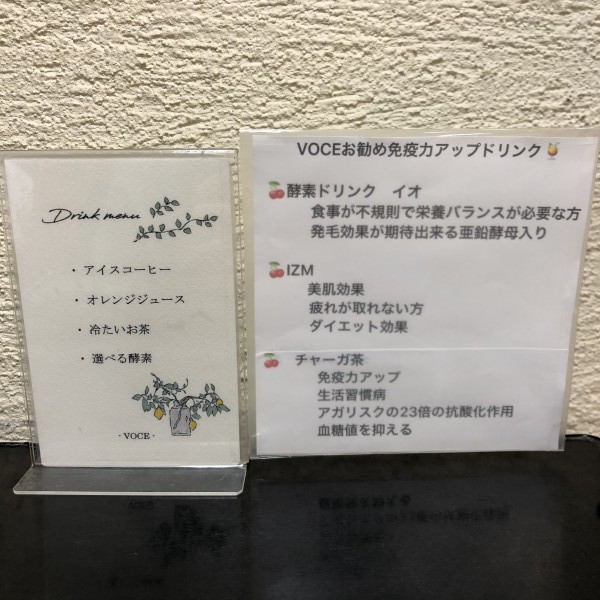 Drink menu
・アイスコーヒー
・オレンジジュース
・冷たいお茶
・選べる酵素
・VOCE・
VOCEお勧め免疫力アップドリンク🍹
🍒酵素ドリンク イオ
食事が不規則で栄養バランスが必要な方
発毛効果が期待出来る亜鉛酵母入り
🍒IZM
美肌効果
疲れが取れない方
ダイエット効果
🍒 チャーガ茶
免疫力アップ
生活習慣病
アガリスクの23倍の抗酸化作用
血糖値を抑える